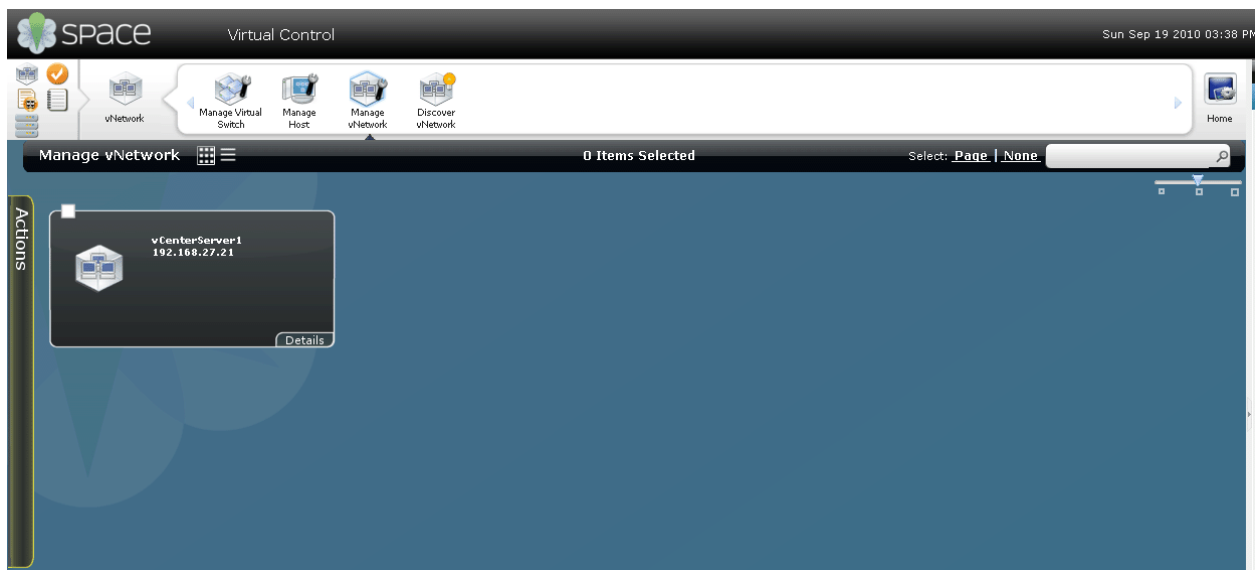 space
Virtual Control
Sun Sep 19 2010 03:38 PM
vNetwork
Manage Virtual
Switch
Manage
Host
Manage
vNetwork
Discover
vNetwork
Home
Manage vNetwork
0 Items Selected
Select: Page | None
Actions
vCenterServer1
192.168.27.21
Details